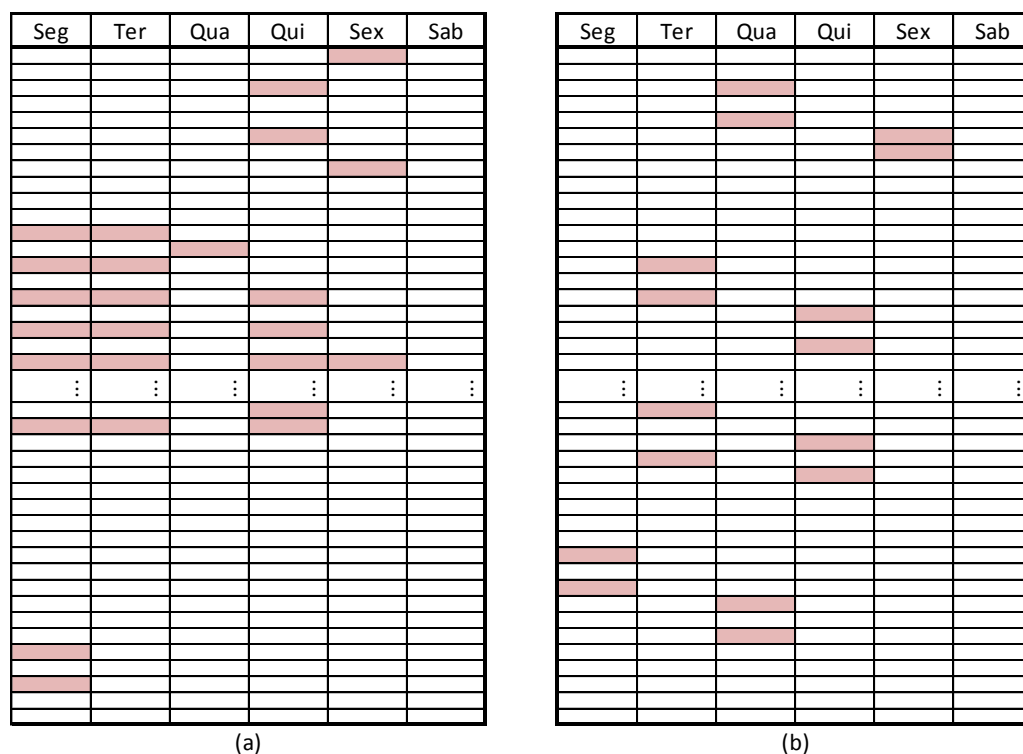 Seg Ter Qua Qui Sex Sab
⋮ ⋮ ⋮ ⋮ ⋮ ⋮
(a)
Seg Ter Qua Qui Sex Sab
⋮ ⋮ ⋮ ⋮ ⋮ ⋮
(b)